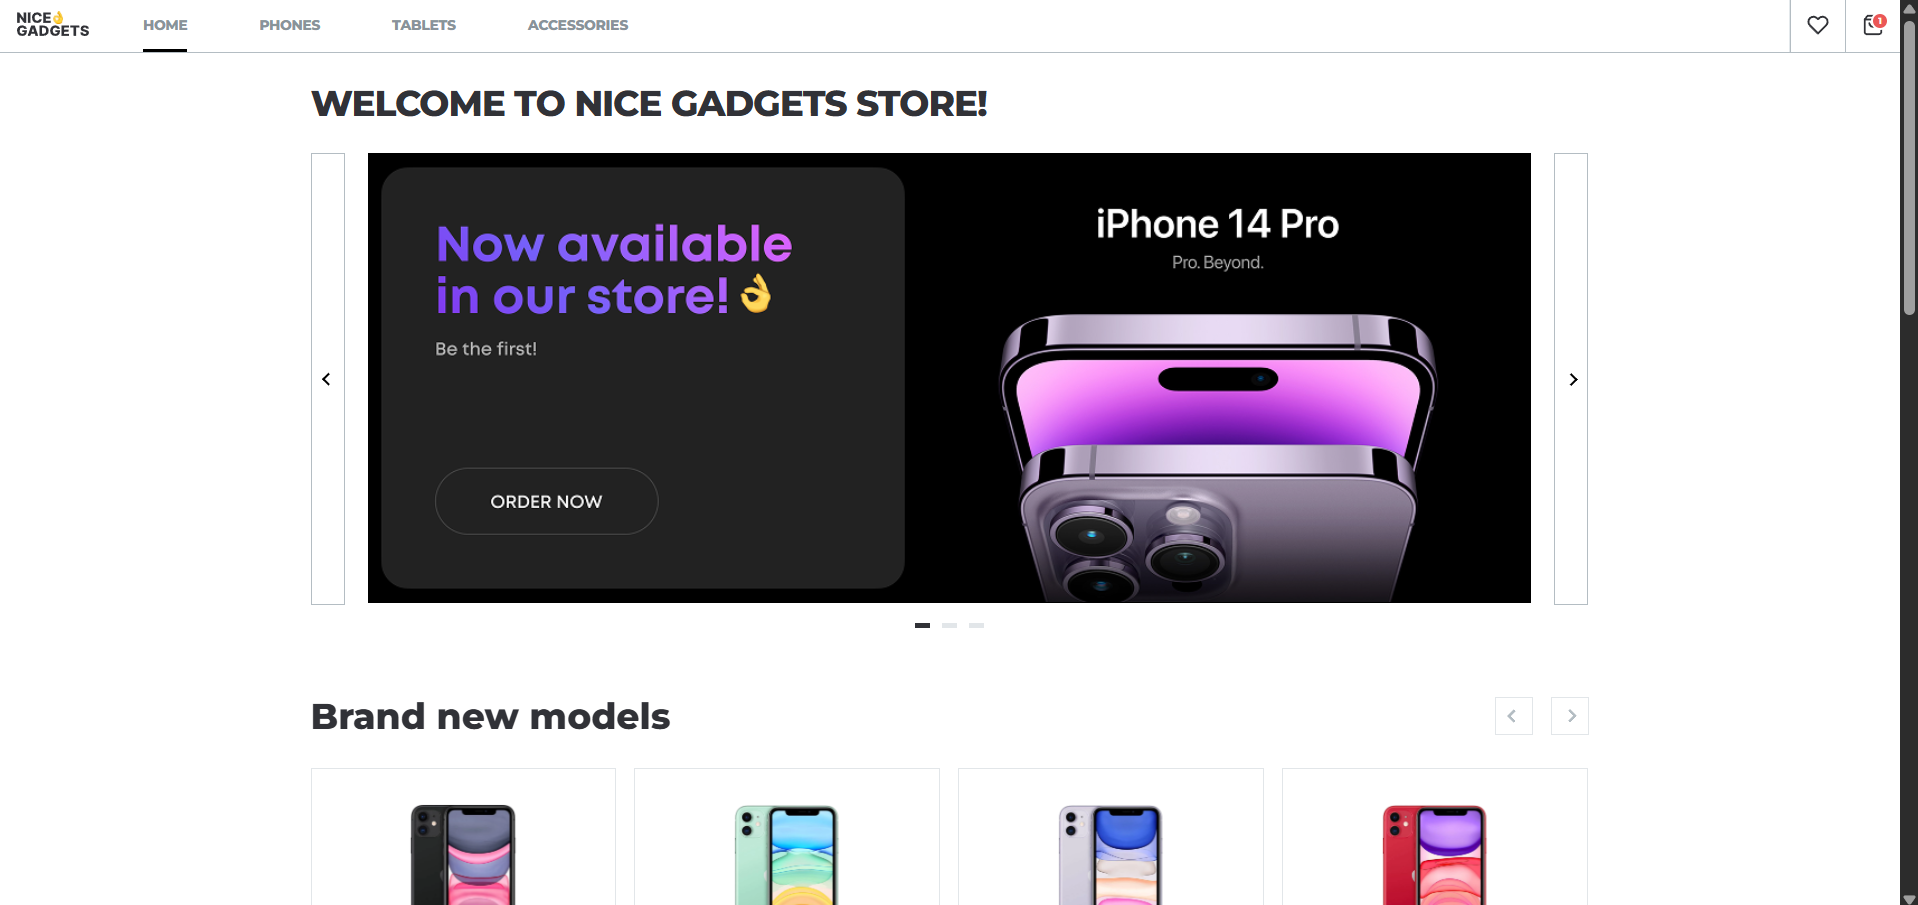 NICE👌
GADGETS
HOME
PHONES
TABLETS
ACCESSORIES
1
WELCOME TO NICE GADGETS STORE!
Now available
in our store!👌
Be the first!
ORDER NOW
iPhone 14 Pro
Pro. Beyond.
Brand new models